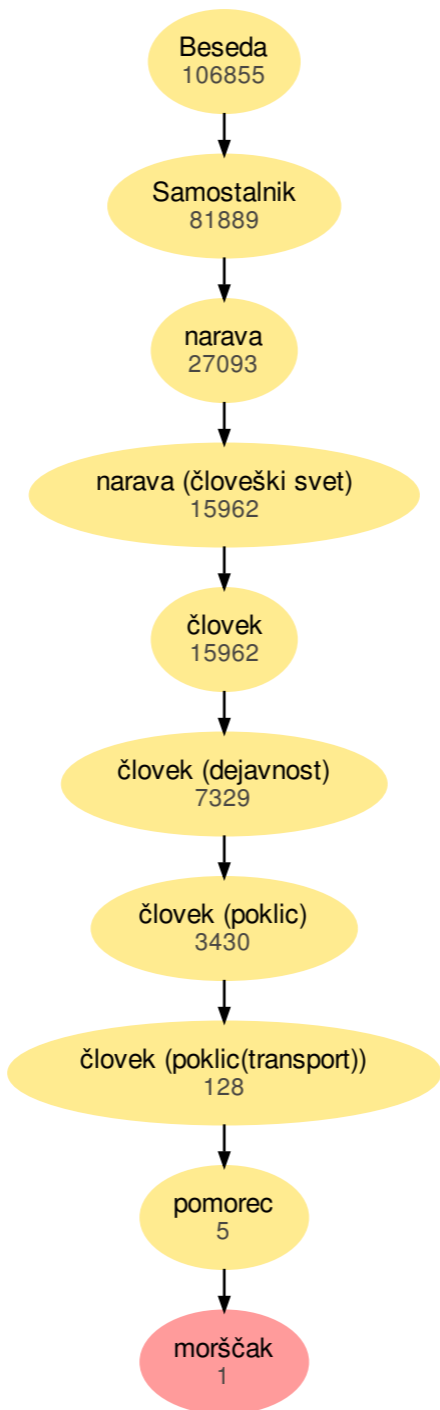 Beseda
106855
Samostalnik
81889
narava
27093
narava (človeški svet)
15962
človek
15962
človek (dejavnost)
7329
človek (poklic)
3430
človek (poklic(transport))
128
pomorec
5
morščak
1